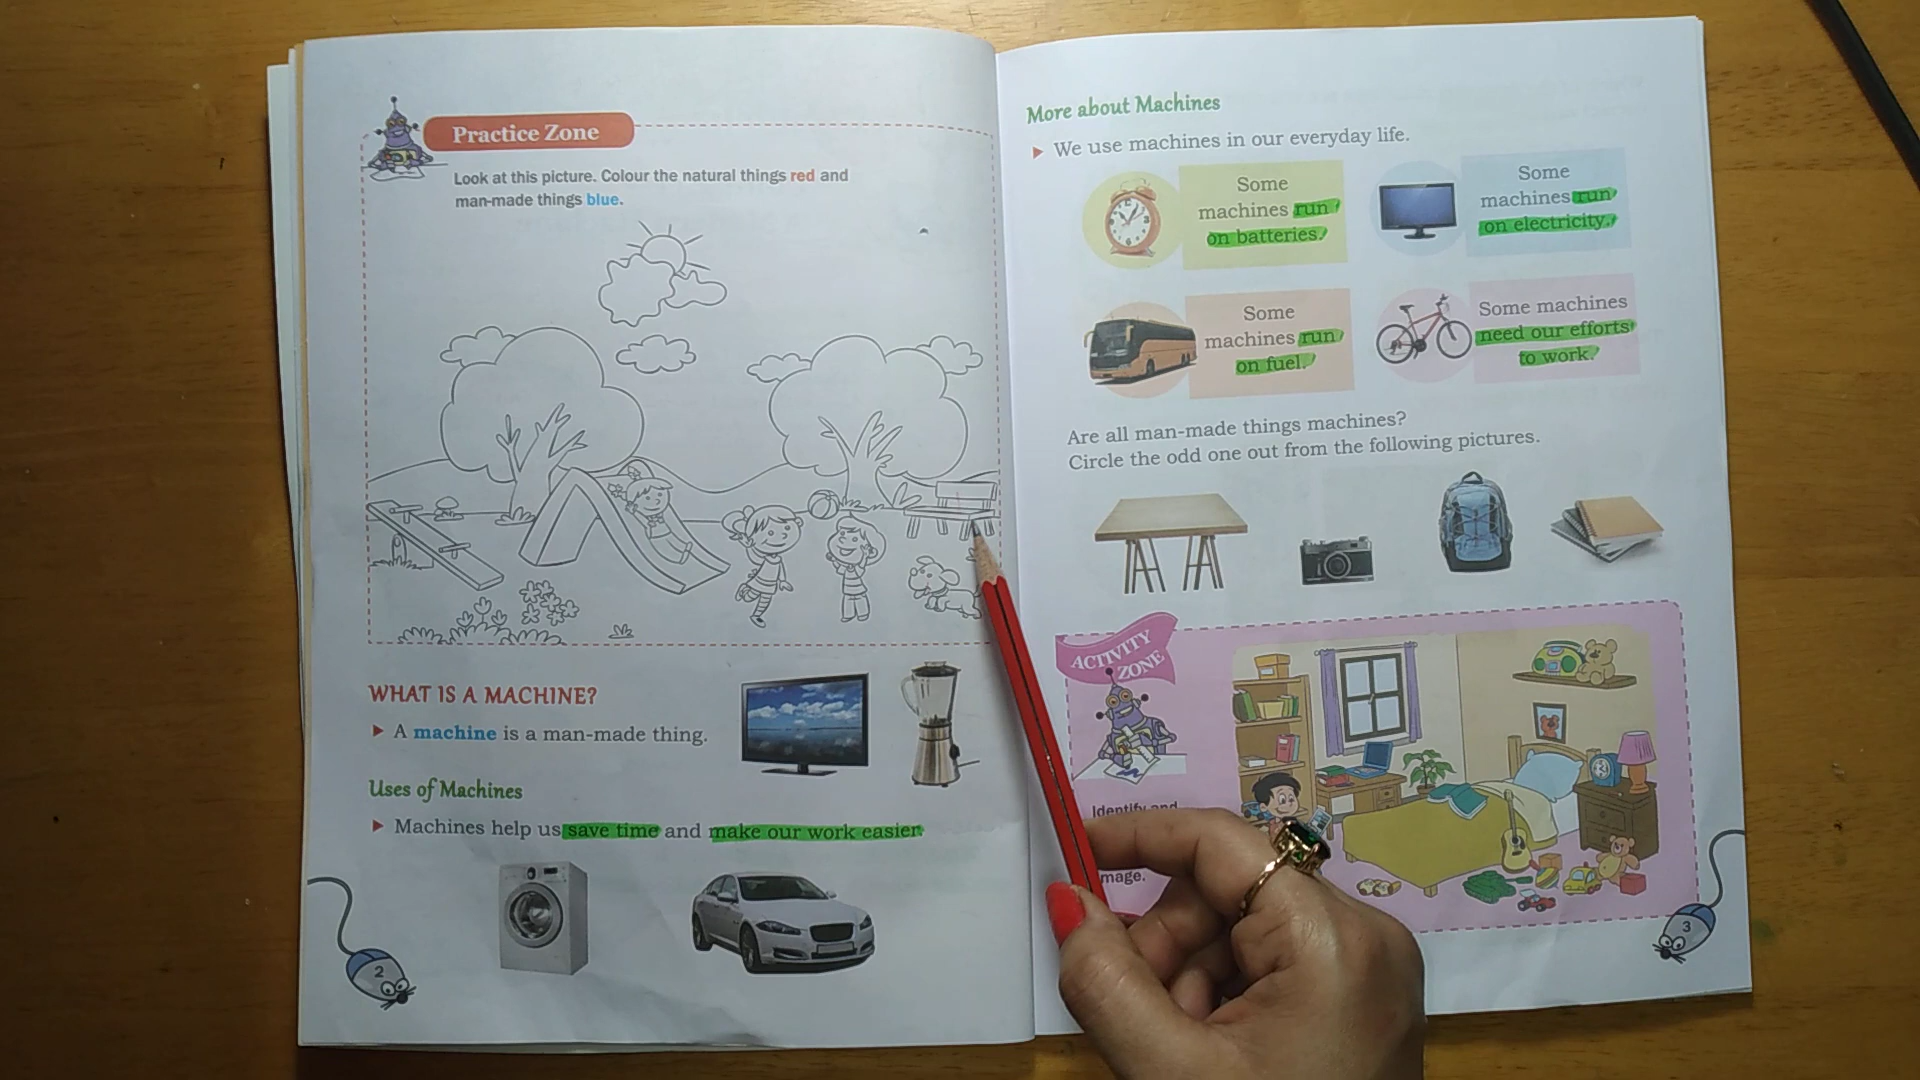 Practice Zone
Look at this picture. Colour the natural things red and
man-made things blue.
WHAT IS A MACHINE?
A machine is a man-made thing.
Uses of Machines
Machines help us save time and make our work easier.
2
More about Machines
We use machines in our everyday life.
Some
machines run
on batteries.
Some
machines run
on electricity.
Some
machines run
on fuel.
Some machines
need our efforts
to work.
Are all man-made things machines?
Circle the odd one out from the following pictures.
ACTIVITY
ZONE
Identify and
3